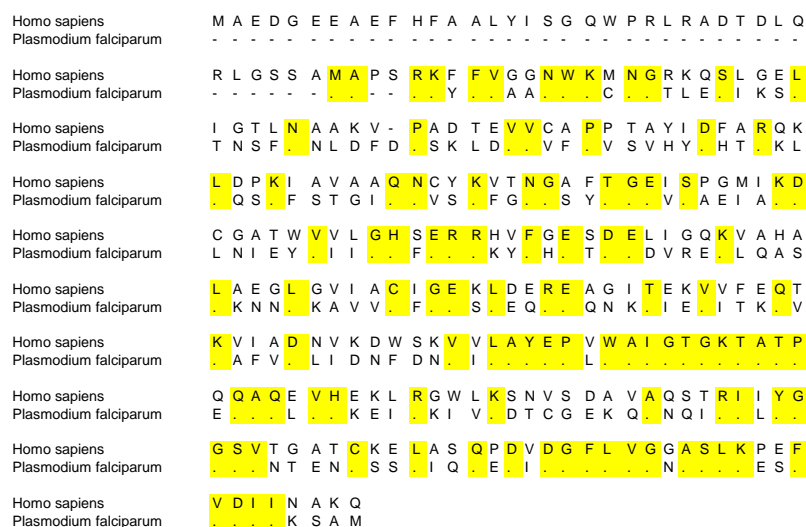 Homo sapiens M A E D G E E A E F H F A A L Y I S G Q W P R L R A D T D L Q
Plasmodium falciparum - - - - - - - - - - - - - - - - - - - - - - - - - - - - - - -
Homo sapiens R L G S S A M A P S R K F F V G G N W K M N G R K Q S L G E L
Plasmodium falciparum - - - - - - . . - - . . Y . . A A . . . C . . T L E . I K S .
Homo sapiens I G T L N A A K V - P A D T E V V C A P P T A Y I D F A R Q K
Plasmodium falciparum T N S F . N L D F D . S K L D . . V F . V S V H Y . H T . K L
Homo sapiens L D P K I A V A A Q N C Y K V T N G A F T G E I S P G M I K D
Plasmodium falciparum . Q S . F S T G I . . V S . F G . . S Y . . . V . A E I A . .
Homo sapiens C G A T W V V L G H S E R R H V F G E S D E L I G Q K V A H A
Plasmodium falciparum L N I E Y . I I . . F . . . K Y . H . T . . D V R E . L Q A S
Homo sapiens L A E G L G V I A C I G E K L D E R E A G I T E K V V F E Q T
Plasmodium falciparum . K N N . K A V V . F . . S . E Q . . Q N K . I E . I T K . V
Homo sapiens K V I A D N V K D W S K V V L A Y E P V W A I G T G K T A T P
Plasmodium falciparum . A F V . L I D N F D N . I . . . . . L . . . . . . . . . . .
Homo sapiens Q Q A Q E V H E K L R G W L K S N V S D A V A Q S T R I I Y G
Plasmodium falciparum E . . . L . . K E I . K I V . D T C G E K Q . N Q I . . L . .
Homo sapiens G S V T G A T C K E L A S Q P D V D G F L V G G A S L K P E F
Plasmodium falciparum . . . N T E N . S S . I Q . E . I . . . . . . N . . . . E S .
Homo sapiens V D I I N A K Q
Plasmodium falciparum . . . . K S A M